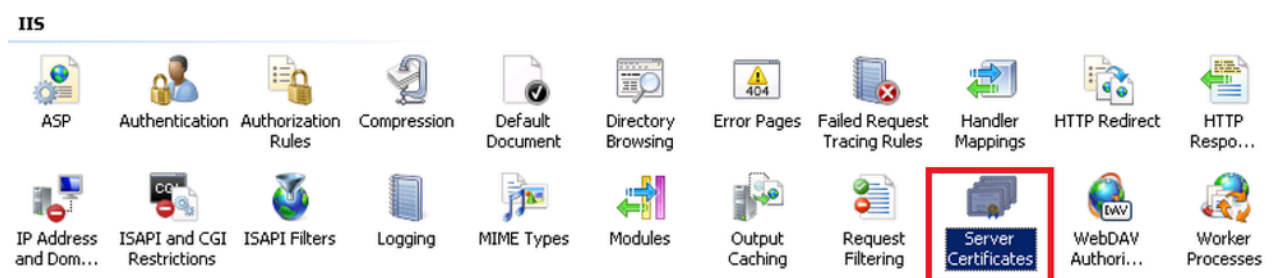 IIS
404
ASP
Authentication
Authorization
Rules
Compression
Default
Document
Directory
Browsing
Error Pages
Failed Request
Tracing Rules
Handler
Mappings
HTTP Redirect
HTTP
Respo...
CGI
DAV
IP Address
and Dom...
ISAPI and CGI
Restrictions
ISAPI Filters
Logging
MIME Types
Modules
Output
Caching
Request
Filtering
Server
Certificates
WebDAV
Authori...
Worker
Processes